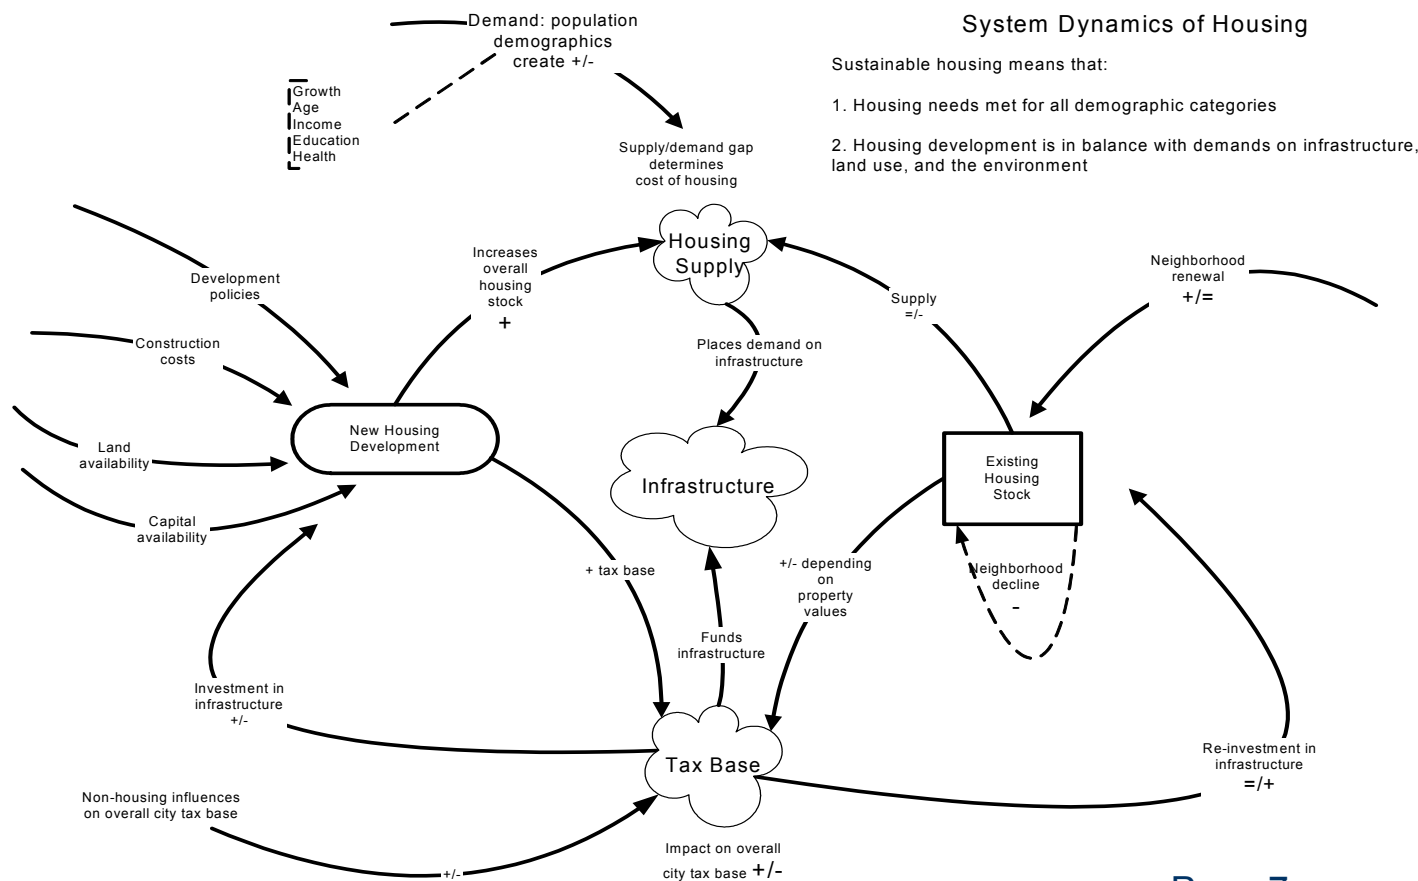 System Dynamics of Housing
Sustainable housing means that:
1. Housing needs met for all demographic categories
2. Housing development is in balance with demands on infrastructure,
land use, and the environment
Demand: population
demographics
create +/-
Growth
Age
Income
Education
Health
Supply/demand gap
determines
cost of housing
Housing
Supply
Increases
overall
housing
stock
+
Supply
=/-
Neighborhood
renewal
+/=
Development
policies
Construction
costs
Land
availability
Capital
availability
New Housing
Development
Places demand on
infrastructure
Infrastructure
Existing
Housing
Stock
Neighborhood
decline
-
+ tax base
+/- depending
on
property
values
Funds
infrastructure
Investment in
infrastructure
+/-
Tax Base
Re-investment in
infrastructure
=/+
Non-housing influences
on overall city tax base
+/-
Impact on overall
city tax base +/-